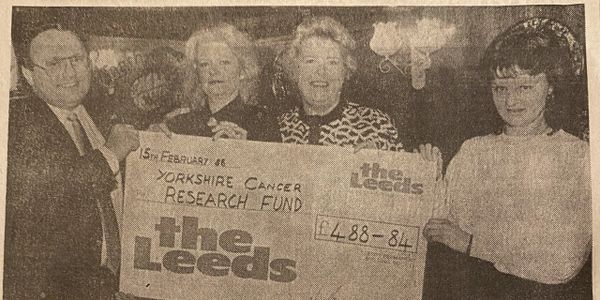 15TH FEBRUARY 88
the
Leeds
YORKSHIRE CANCER
RESEARCH FUND
£488-84
the
Leeds